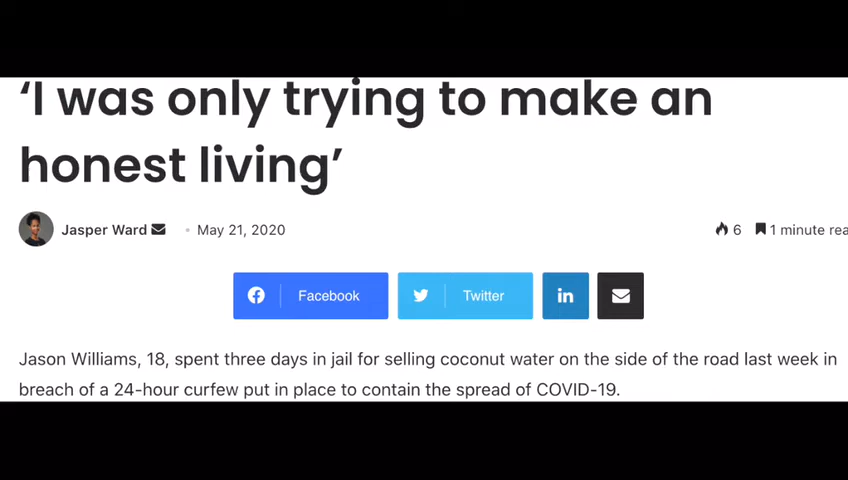 ‘I was only trying to make an
honest living’
Jasper Ward • May 21, 2020 6 1 minute rea
Facebook Twitter in
Jason Williams, 18, spent three days in jail for selling coconut water on the side of the road last week in
breach of a 24-hour curfew put in place to contain the spread of COVID-19.